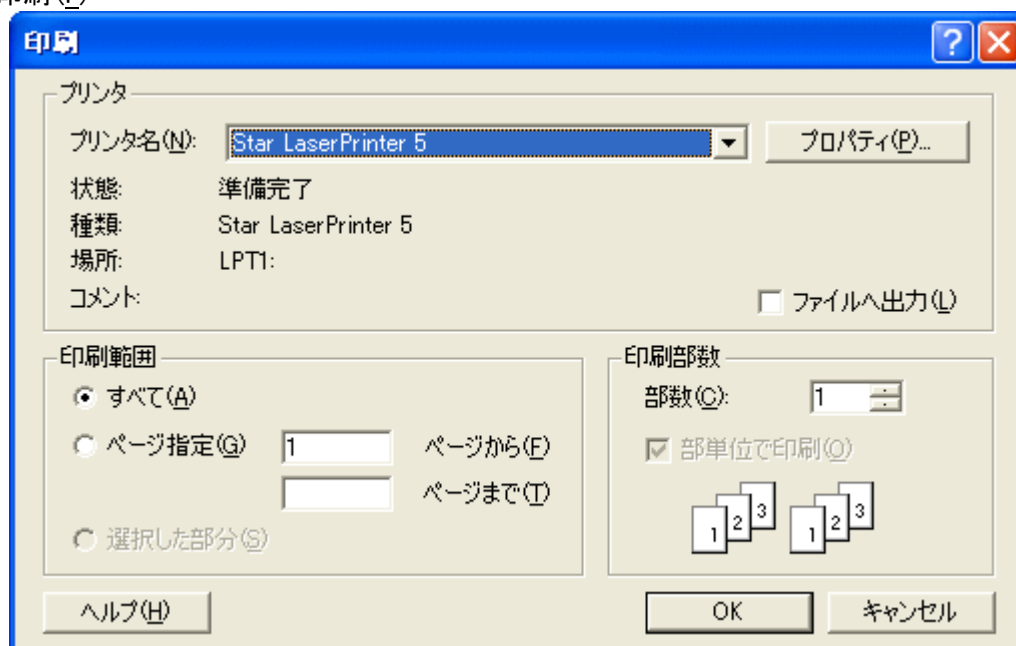 印刷(P)
印刷
プリンタ
プリンタ名(N): Star LaserPrinter 5 プロパティ(P)...
状態: 準備完了
種類: Star LaserPrinter 5
場所: LPT1:
コメント: ファイルへ出力(L)
印刷範囲
すべて(A)
ページ指定(G) 1 ページから(F)
ページまで(T)
選択した部分(S)
印刷部数
部数(C): 1
部単位で印刷(O)
1 2 3 1 2 3
ヘルプ(H) OK キャンセル